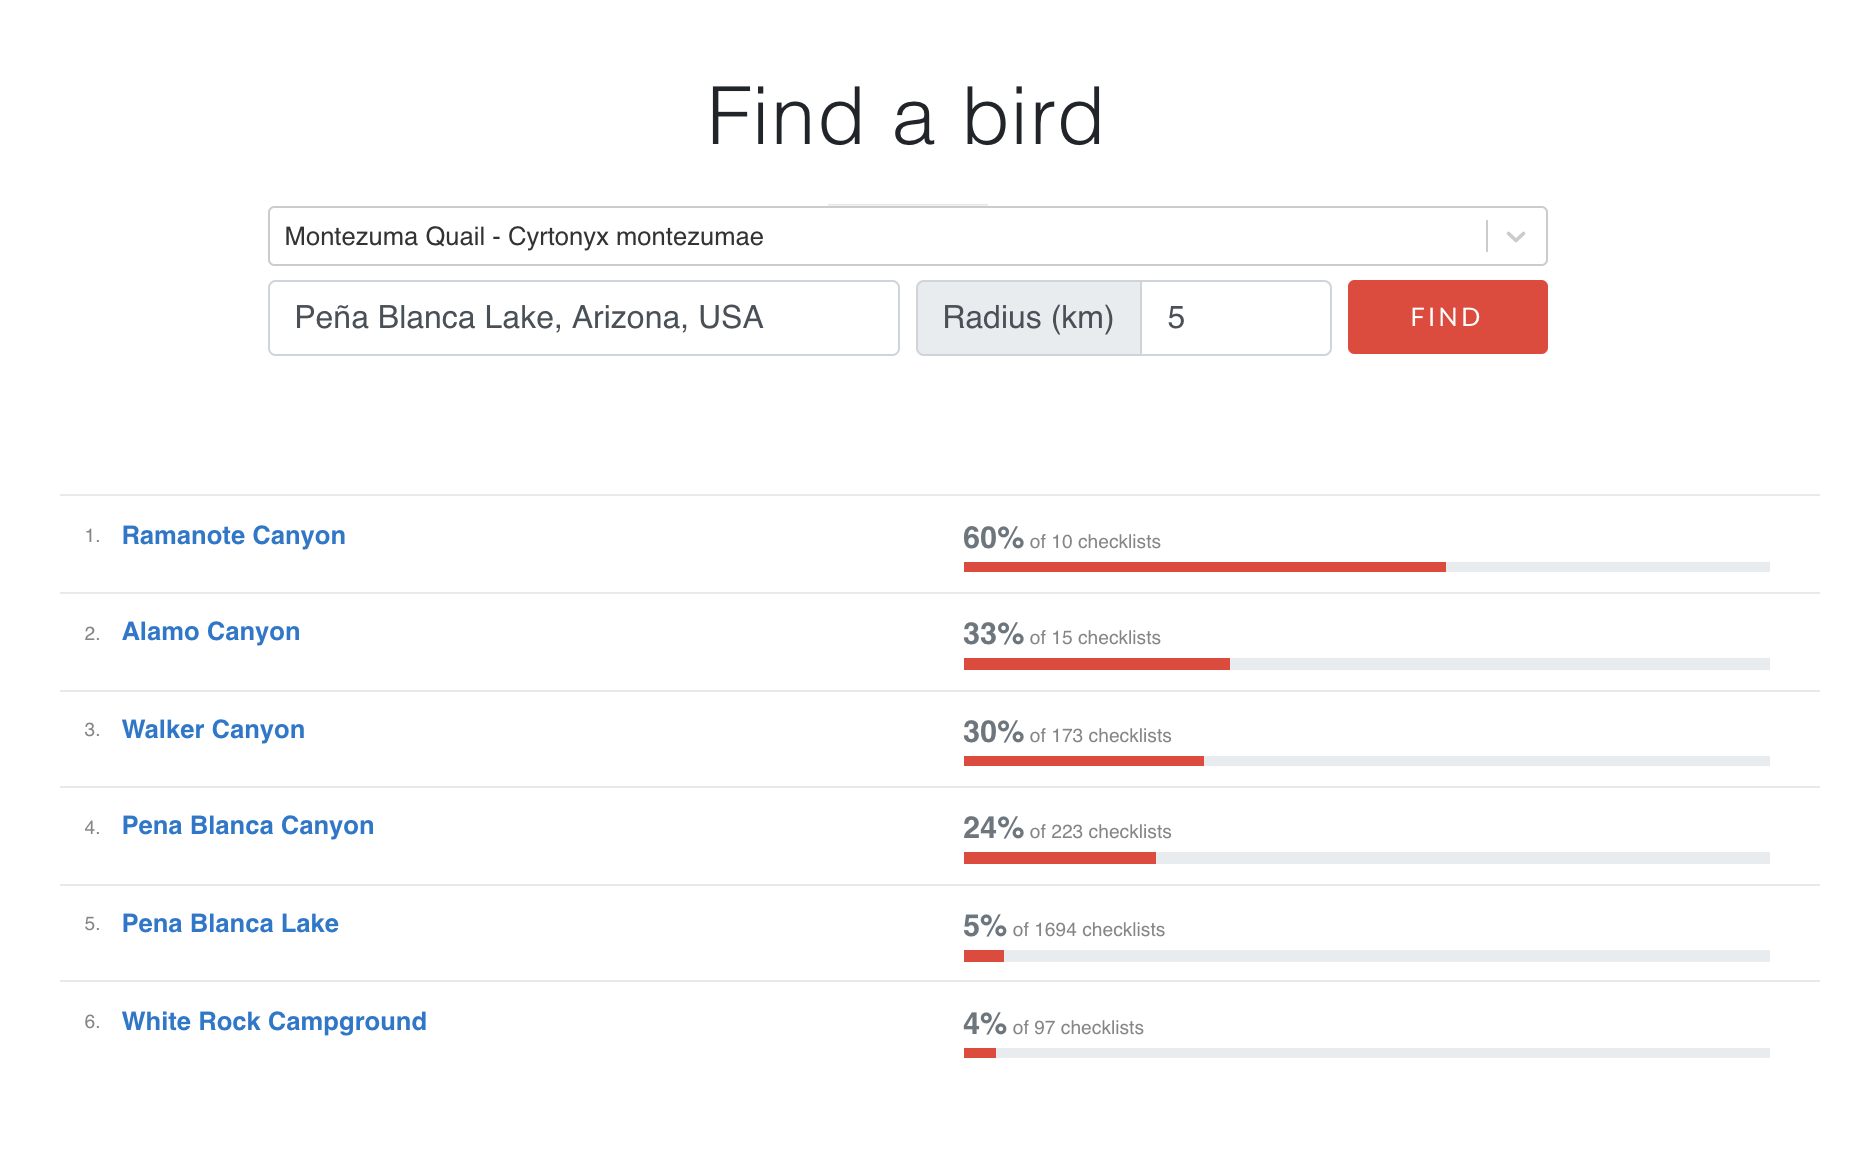 Find a bird
Montezuma Quail - Cyrtonyx montezumae
Peña Blanca Lake, Arizona, USA Radius (km) 5 FIND
1. Ramanote Canyon 60% of 10 checklists
2. Alamo Canyon 33% of 15 checklists
3. Walker Canyon 30% of 173 checklists
4. Pena Blanca Canyon 24% of 223 checklists
5. Pena Blanca Lake 5% of 1694 checklists
6. White Rock Campground 4% of 97 checklists